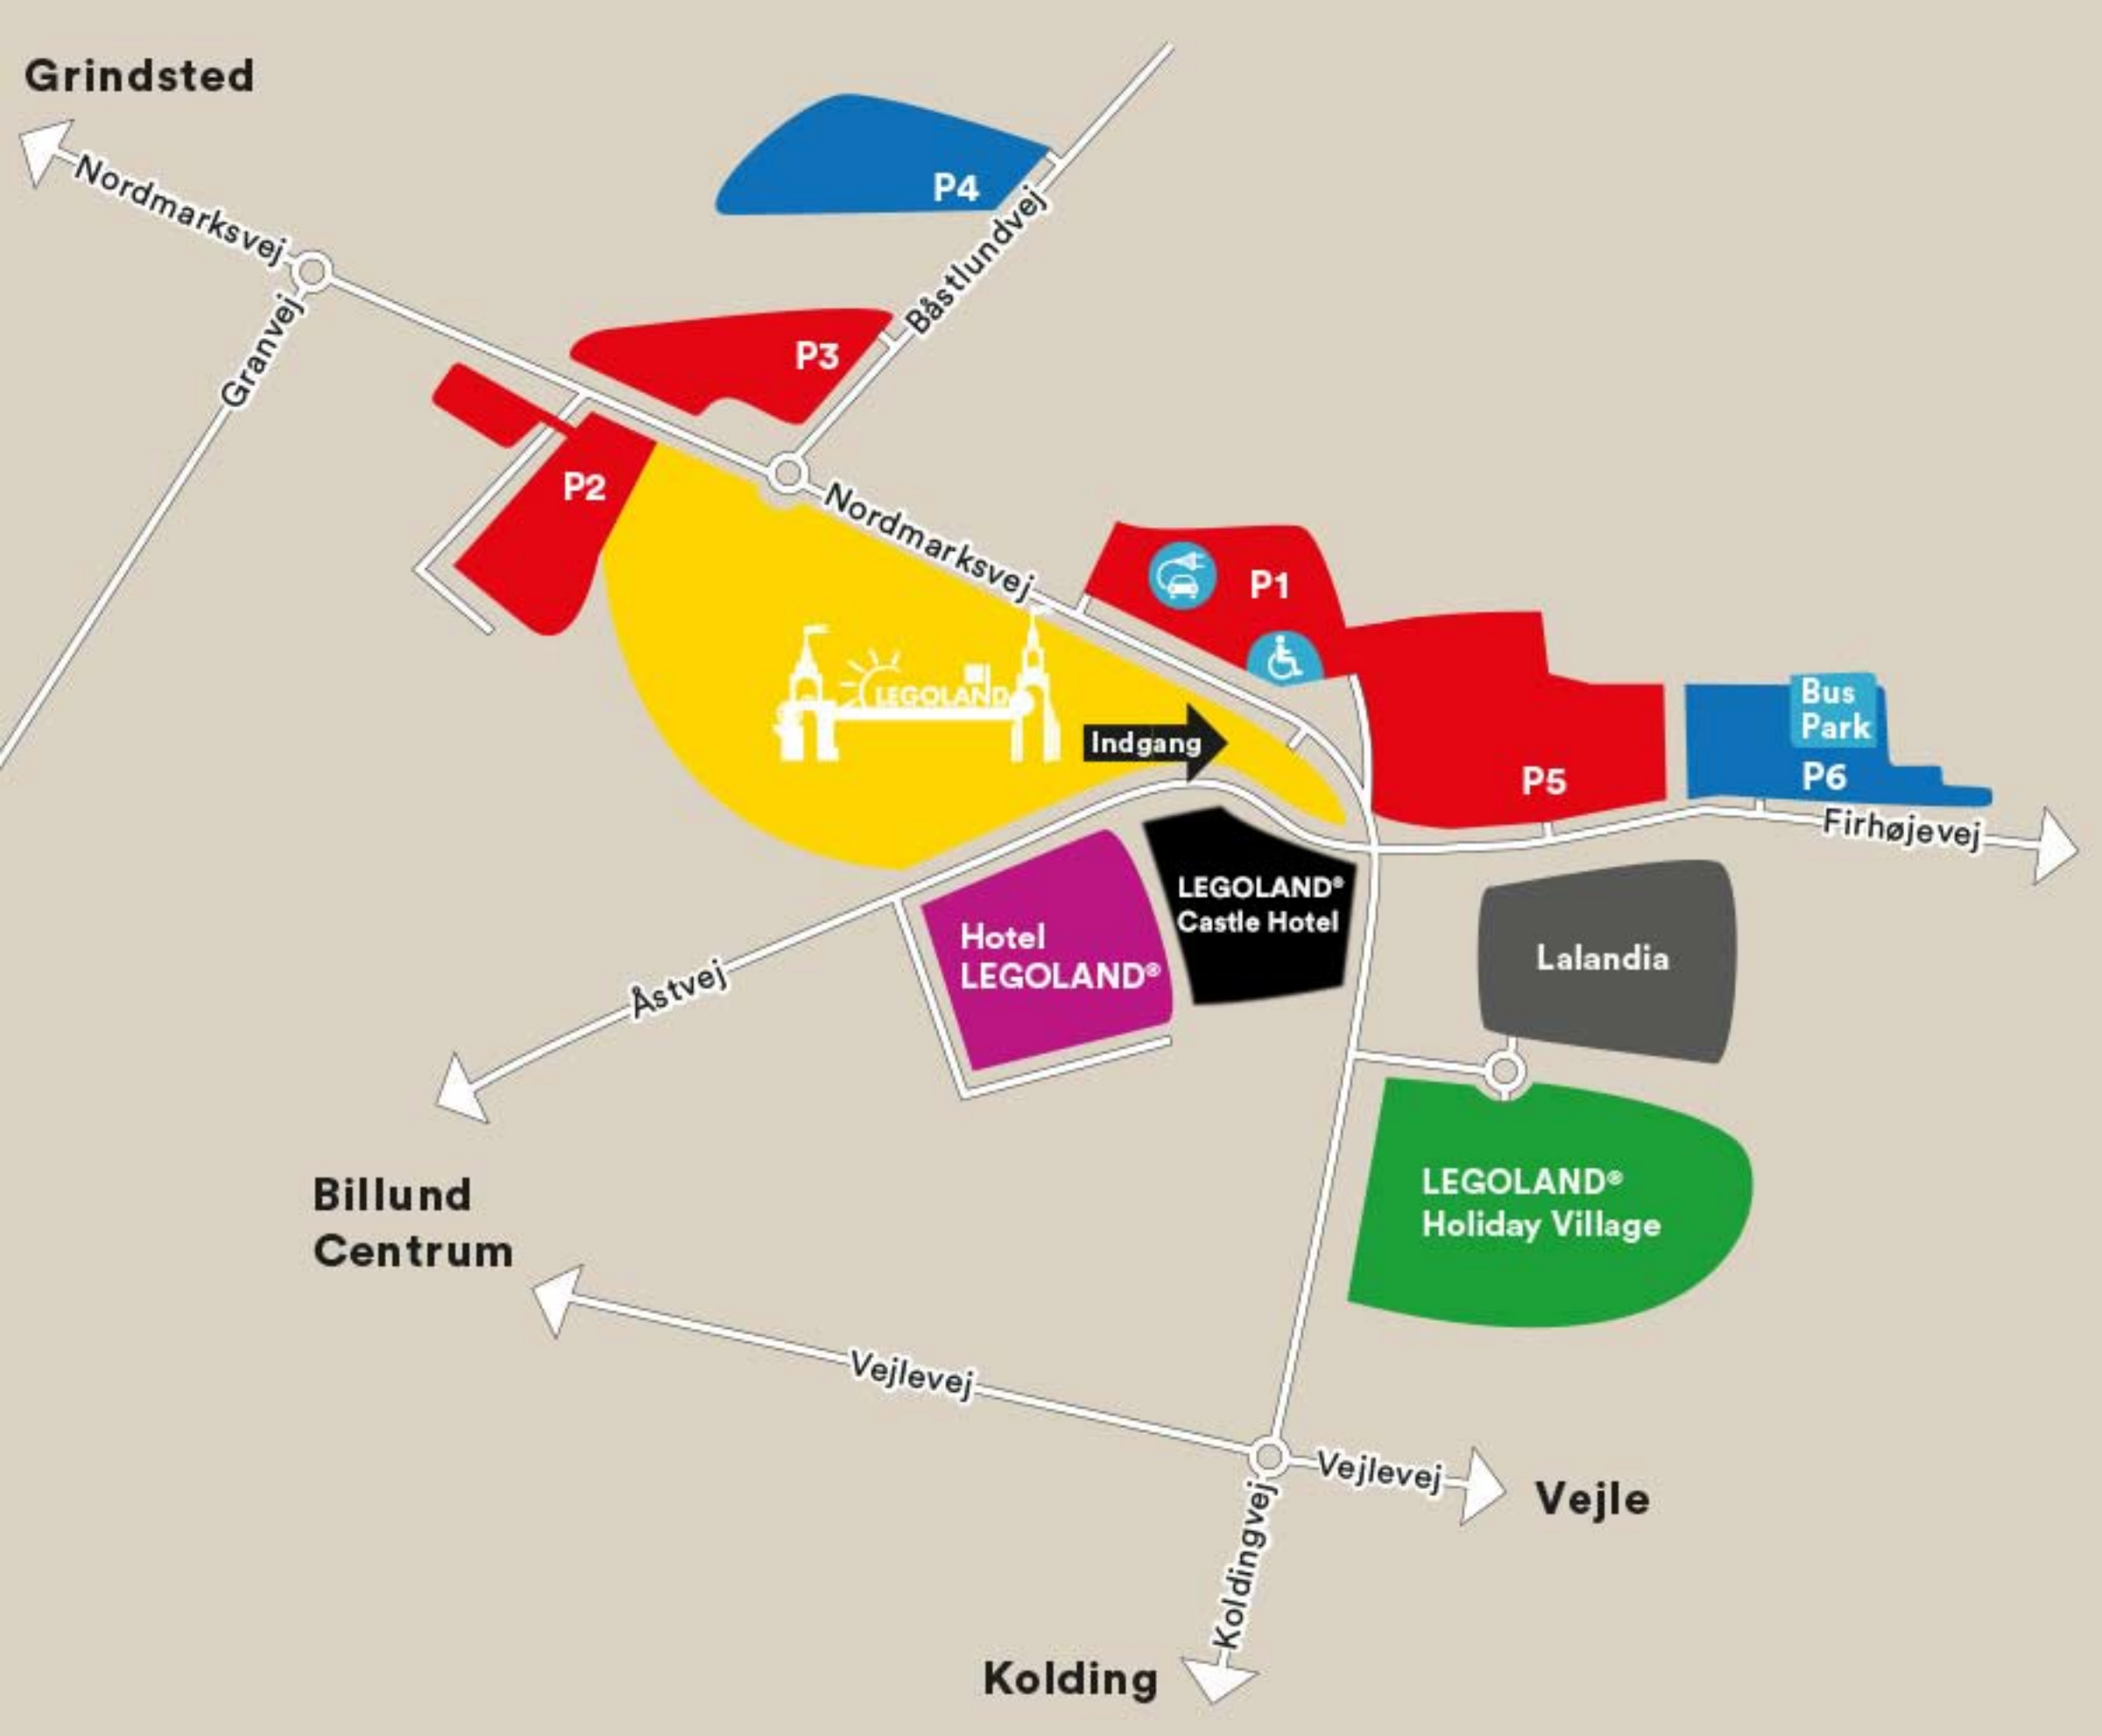 Grindsted
Nordmarksvej
Granvej
P4
Båstlundvej
P3
P2
Nordmarksvej
P1
LEGOLAND
Indgang
P5
Bus
Park
P6
Firhøjevej
Hotel
LEGOLAND®
LEGOLAND®
Castle Hotel
Lalandia
Åstvej
Billund
Centrum
LEGOLAND®
Holiday Village
Vejlevej
Vejlevej
Vejle
Koldingvej
Kolding